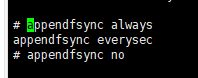 # appendfsync always
appendfsync everysec
# appendfsync no